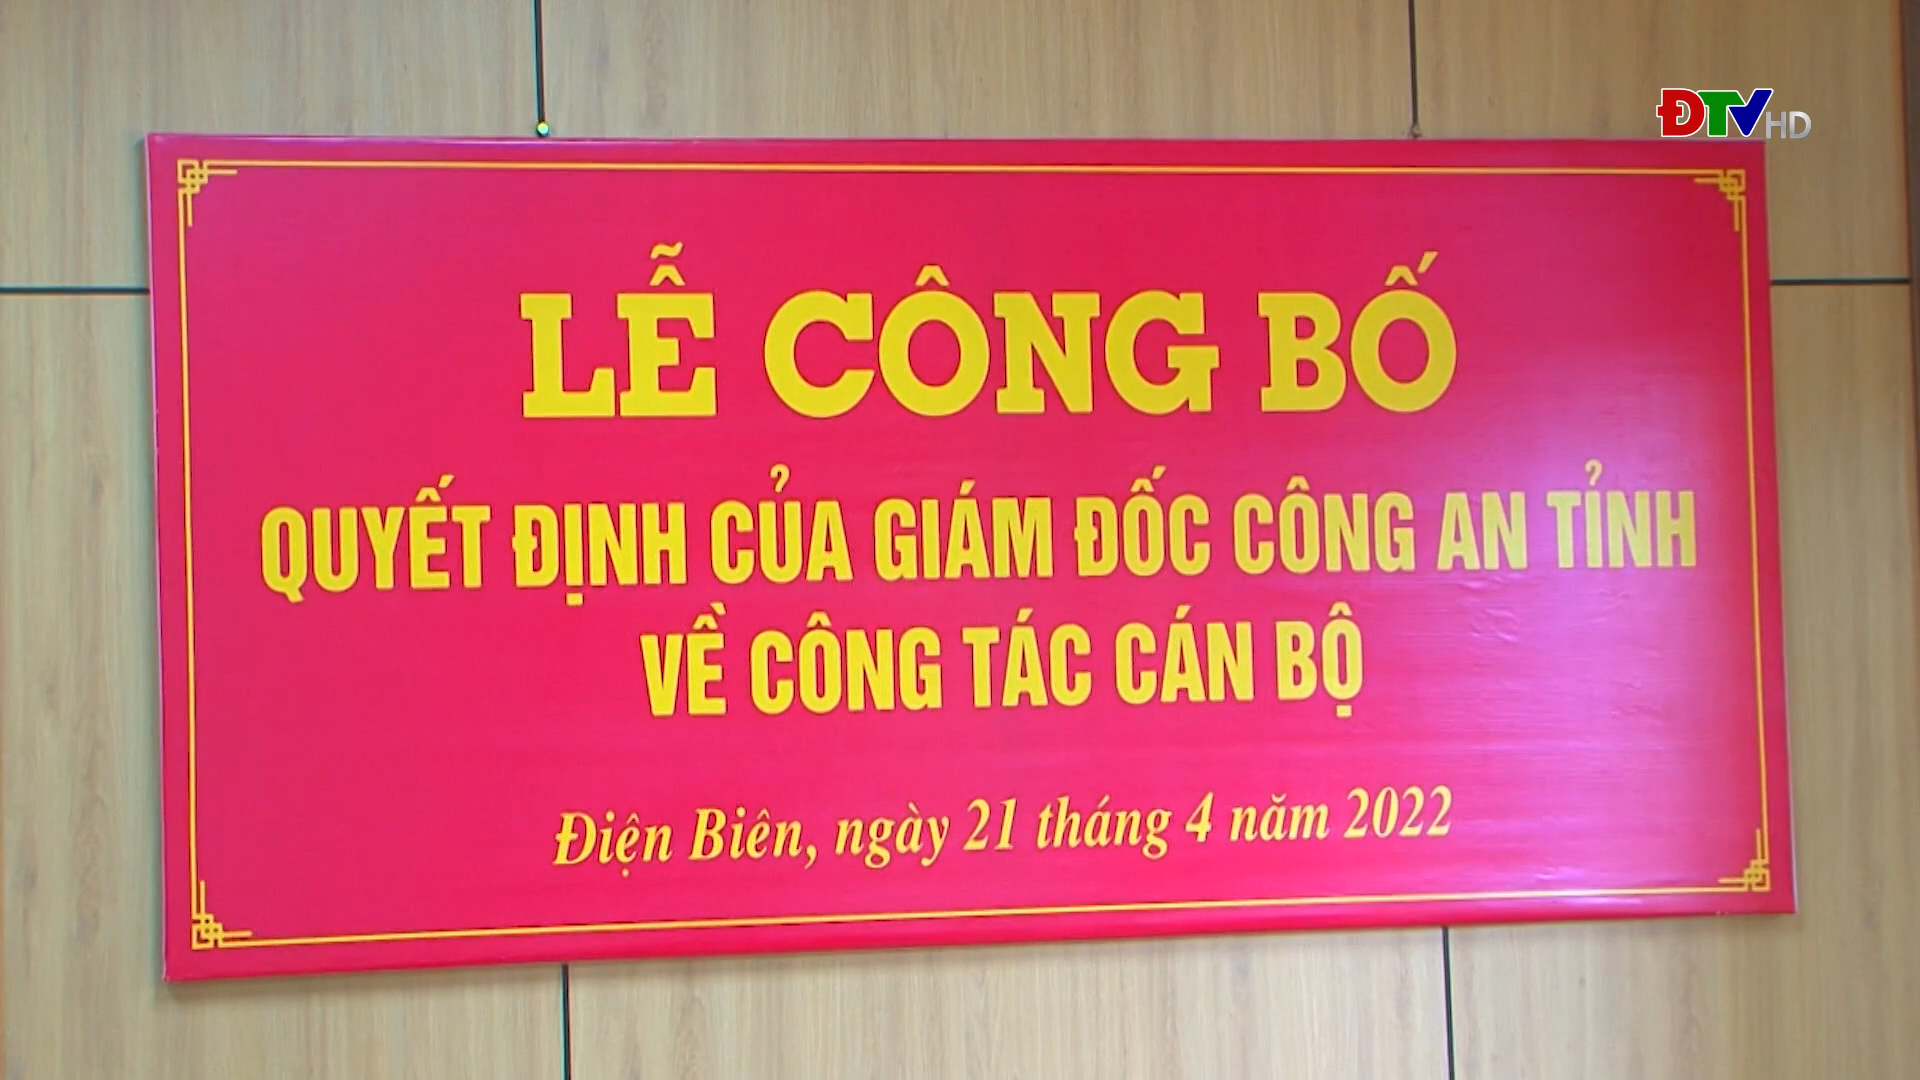 ĐTV HD
LỄ CÔNG BỐ
QUYẾT ĐỊNH CỦA GIÁM ĐỐC CÔNG AN TỈNH
VỀ CÔNG TÁC CÁN BỘ
Điện Biên, ngày 21 tháng 4 năm 2022